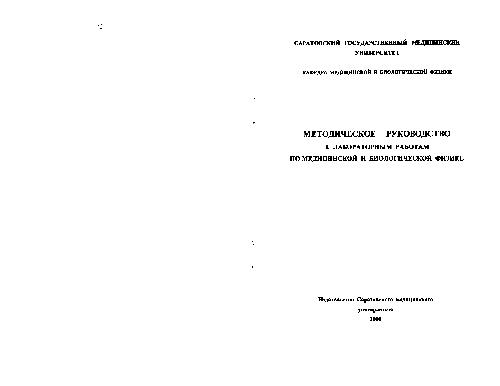 САРАТОВСКИЙ ГОСУДАРСТВЕННЫЙ МЕДИЦИНСКИЙ
УНИВЕРСИТЕТ
КАФЕДРА МЕДИЦИНСКОЙ И БИОЛОГИЧЕСКОЙ ФИЗИКИ
МЕТОДИЧЕСКОЕ РУКОВОДСТВО
К ЛАБОРАТОРНЫМ РАБОТАМ
ПО МЕДИЦИНСКОЙ И БИОЛОГИЧЕСКОЙ ФИЗИКЕ
Издательство Саратовского медицинского
университета